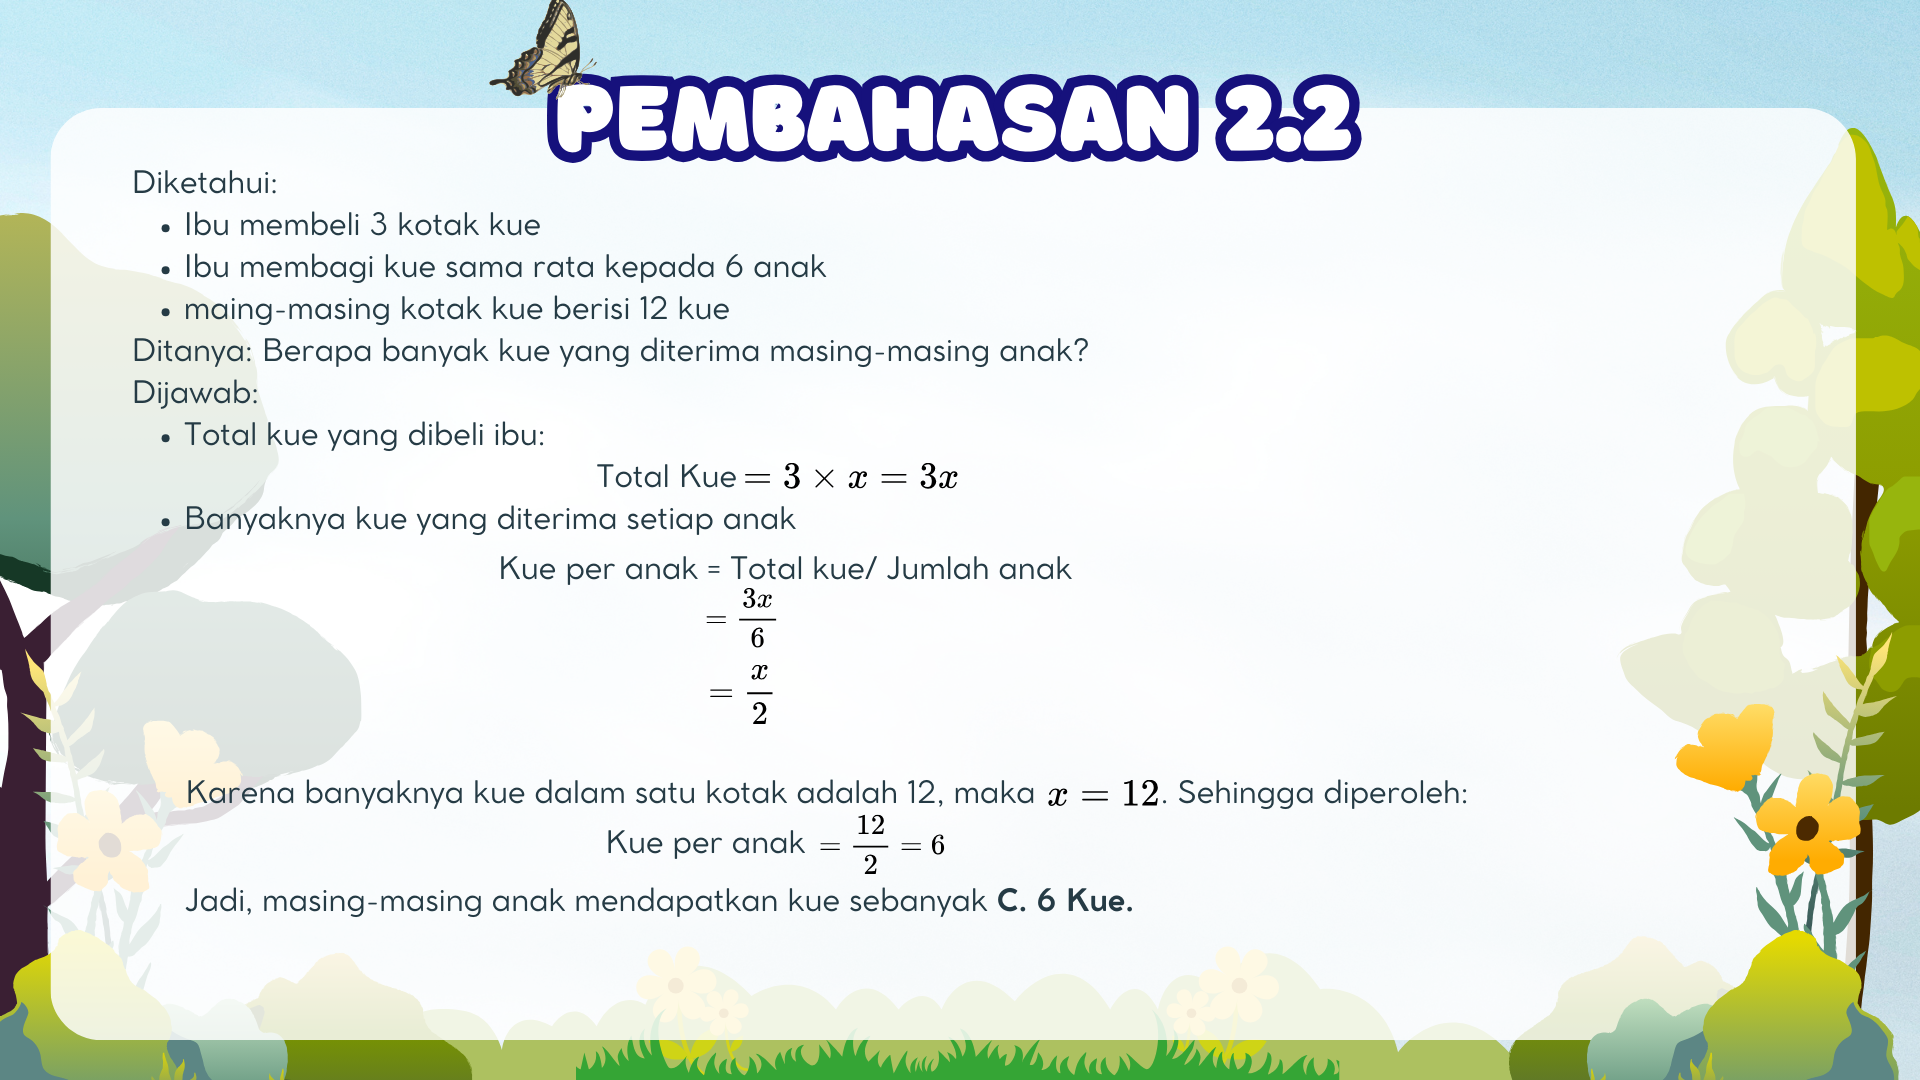 PEMBAHASAN 2.2
Diketahui:
• Ibu membeli 3 kotak kue
• Ibu membagi kue sama rata kepada 6 anak
• maing-masing kotak kue berisi 12 kue
Ditanya: Berapa banyak kue yang diterima masing-masing anak?
Dijawab:
• Total kue yang dibeli ibu:
Total Kue = 3 × x = 3x
• Banyaknya kue yang diterima setiap anak
Kue per anak = Total kue/ Jumlah anak
= 3x/6
= x/2
Karena banyaknya kue dalam satu kotak adalah 12, maka x = 12. Sehingga diperoleh:
Kue per anak = 12/2 = 6
Jadi, masing-masing anak mendapatkan kue sebanyak C. 6 Kue.